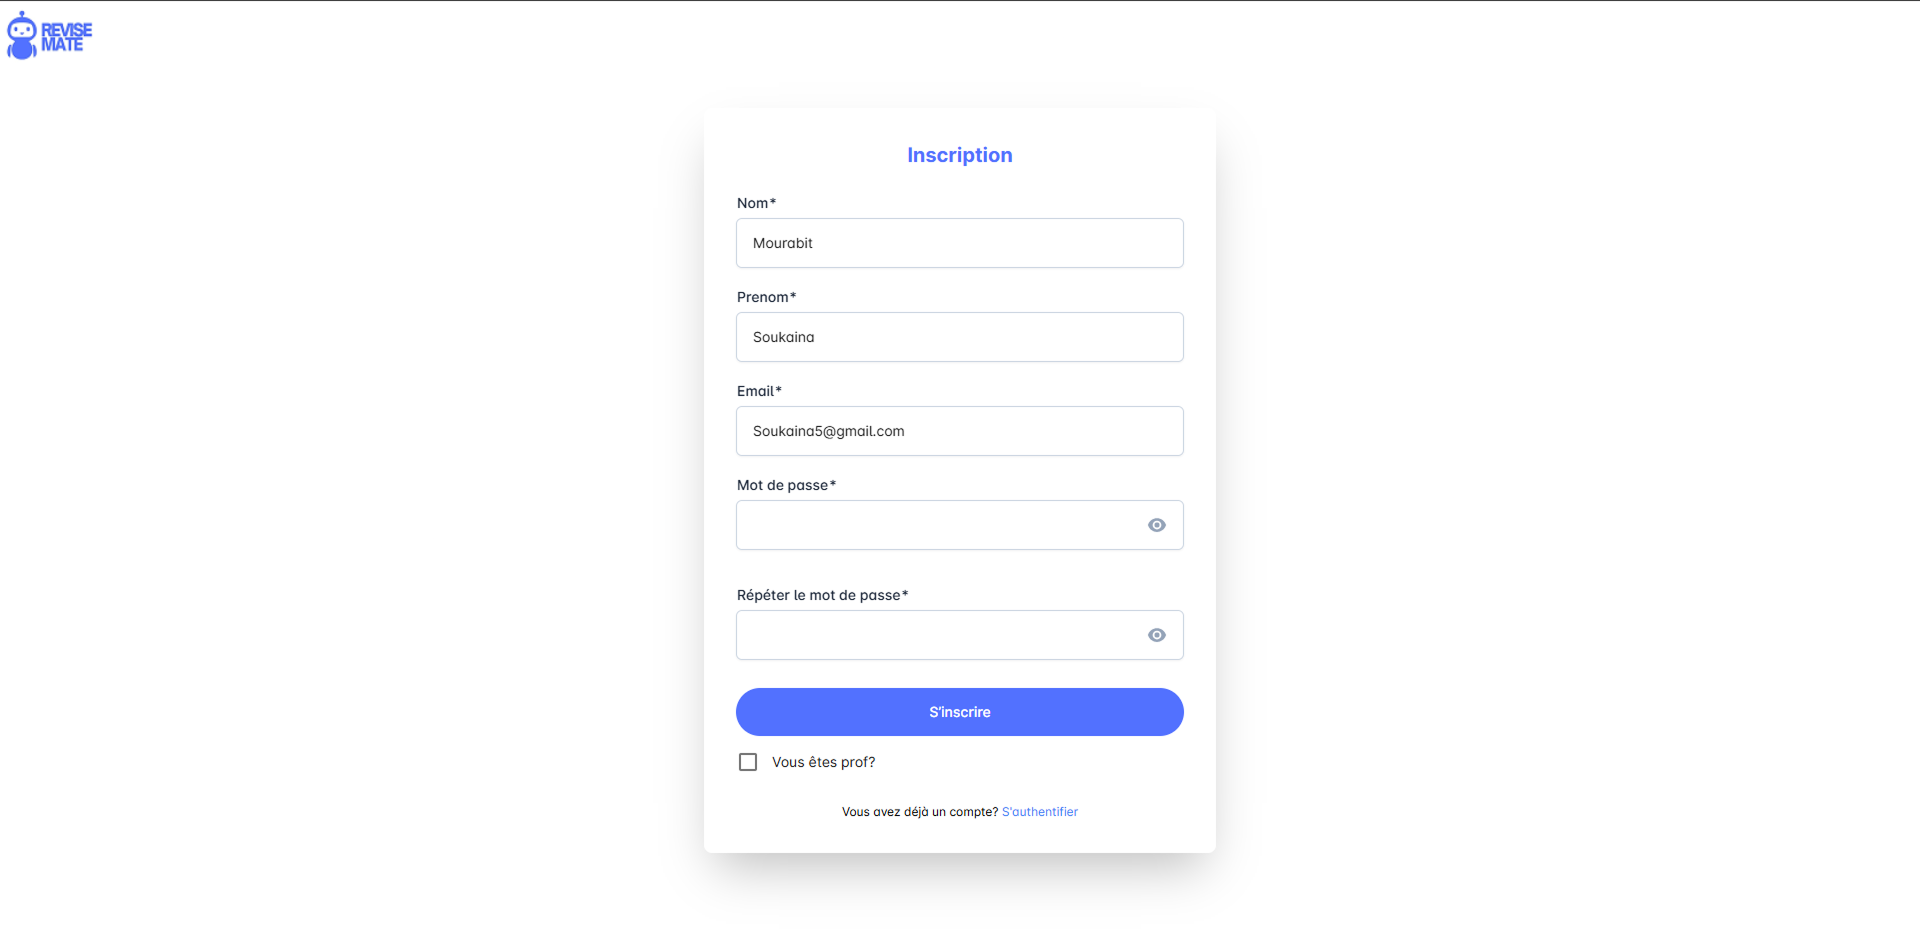 REVISE
MATE
Inscription
Nom*
Mourabit
Prenom*
Soukaina
Email*
Soukaina5@gmail.com
Mot de passe*
Répéter le mot de passe*
S'inscrire
Vous êtes prof?
Vous avez déjà un compte? S'authentifier